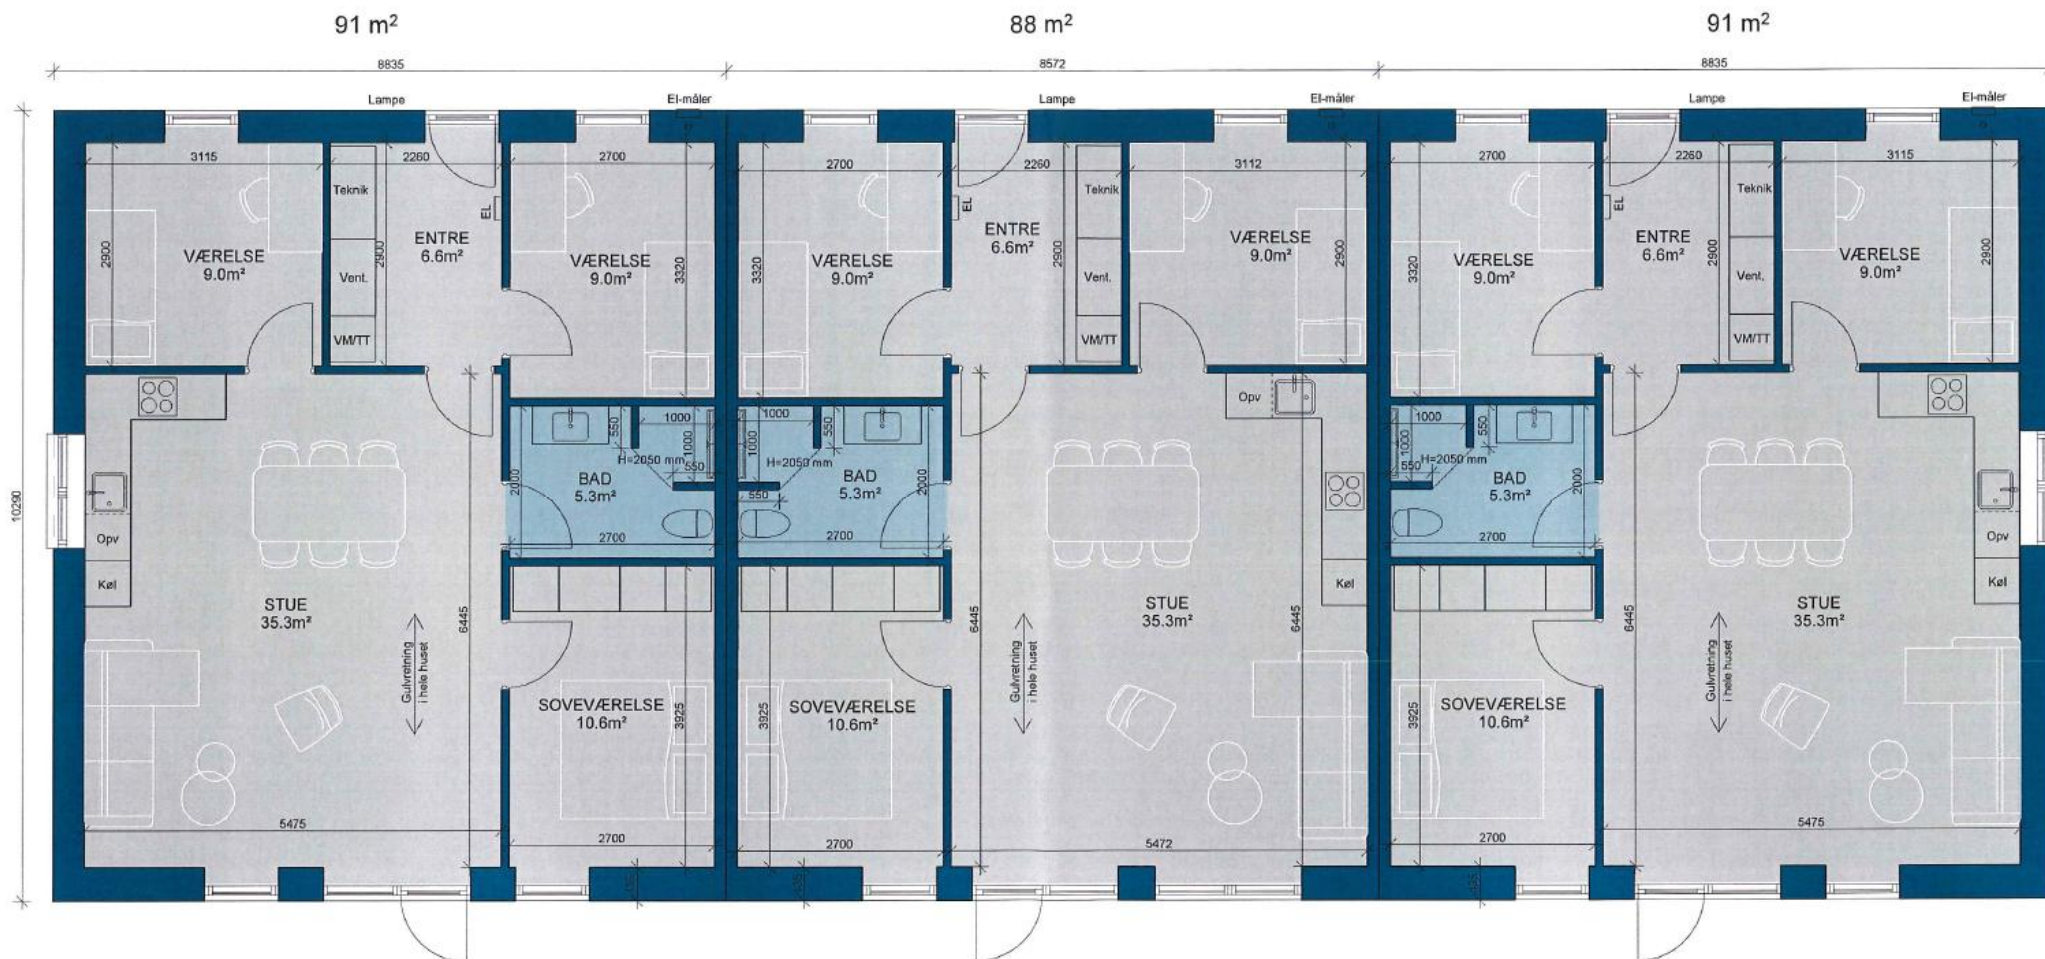 91 m²
88 m²
91 m²
8835
8572
8835
Lampe
El-måler
Lampe
El-måler
Lampe
El-måler
10290
3115
2260
2700
2900
2900
3320
Teknik
Vent.
VM/TT
EL
VÆRELSE
9.0m²
ENTRE
6.6m²
VÆRELSE
9.0m²
Opv
Køl
STUE
35.3m²
Gulvretning
i hele huset
6445
5475
550
1000
1000
550
H=2050 mm
2000
BAD
5.3m²
2700
SOVEVÆRELSE
10.6m²
3925
2700
435
2700
2260
3112
3320
2900
2900
EL
Teknik
Vent.
VM/TT
VÆRELSE
9.0m²
ENTRE
6.6m²
VÆRELSE
9.0m²
1000
550
1000
H=2050 mm
550
2000
BAD
5.3m²
2700
Opv
Køl
STUE
35.3m²
Gulvretning
i hele huset
6445
6445
5472
SOVEVÆRELSE
10.6m²
3925
2700
435
2700
2260
3115
3320
2900
2900
EL
Teknik
Vent.
VM/TT
VÆRELSE
9.0m²
ENTRE
6.6m²
VÆRELSE
9.0m²
1000
550
1000
H=2050 mm
550
2000
BAD
5.3m²
2700
Opv
Køl
STUE
35.3m²
Gulvretning
i hele huset
6445
5475
SOVEVÆRELSE
10.6m²
3925
2700
435